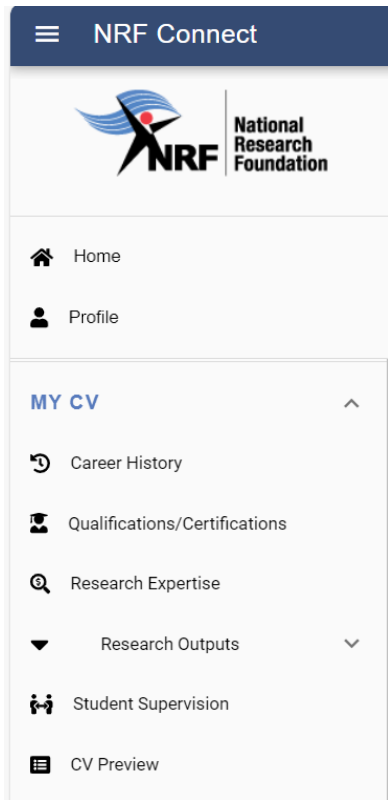 NRF Connect
NRF
National
Research
Foundation
Home
Profile
MY CV
Career History
Qualifications/Certifications
Research Expertise
Research Outputs
Student Supervision
CV Preview